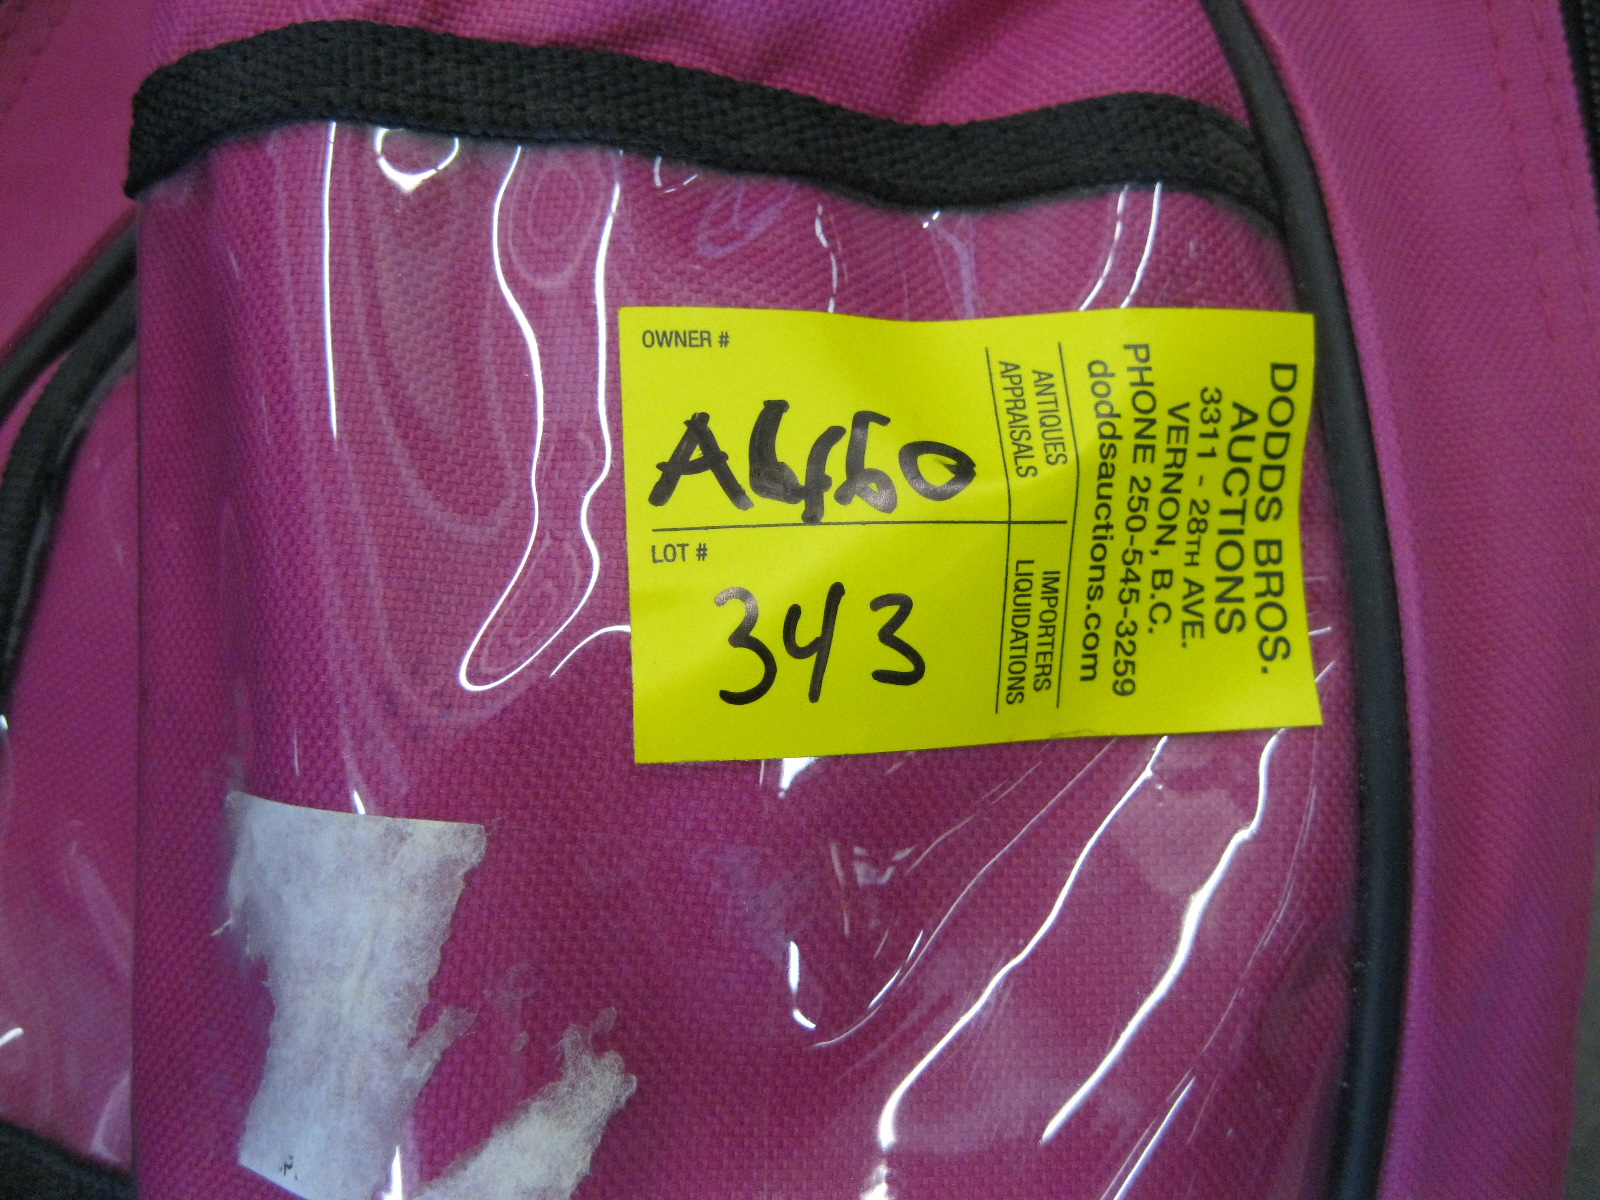 OWNER #
LOT #
343
ANTIQUES
APPRAISALS
IMPORTERS
LIQUIDATIONS
DODDS BROS.
AUCTIONS
3311 - 28TH AVE.
VERNON, B.C.
PHONE 250-545-3259
doddsauctions.com